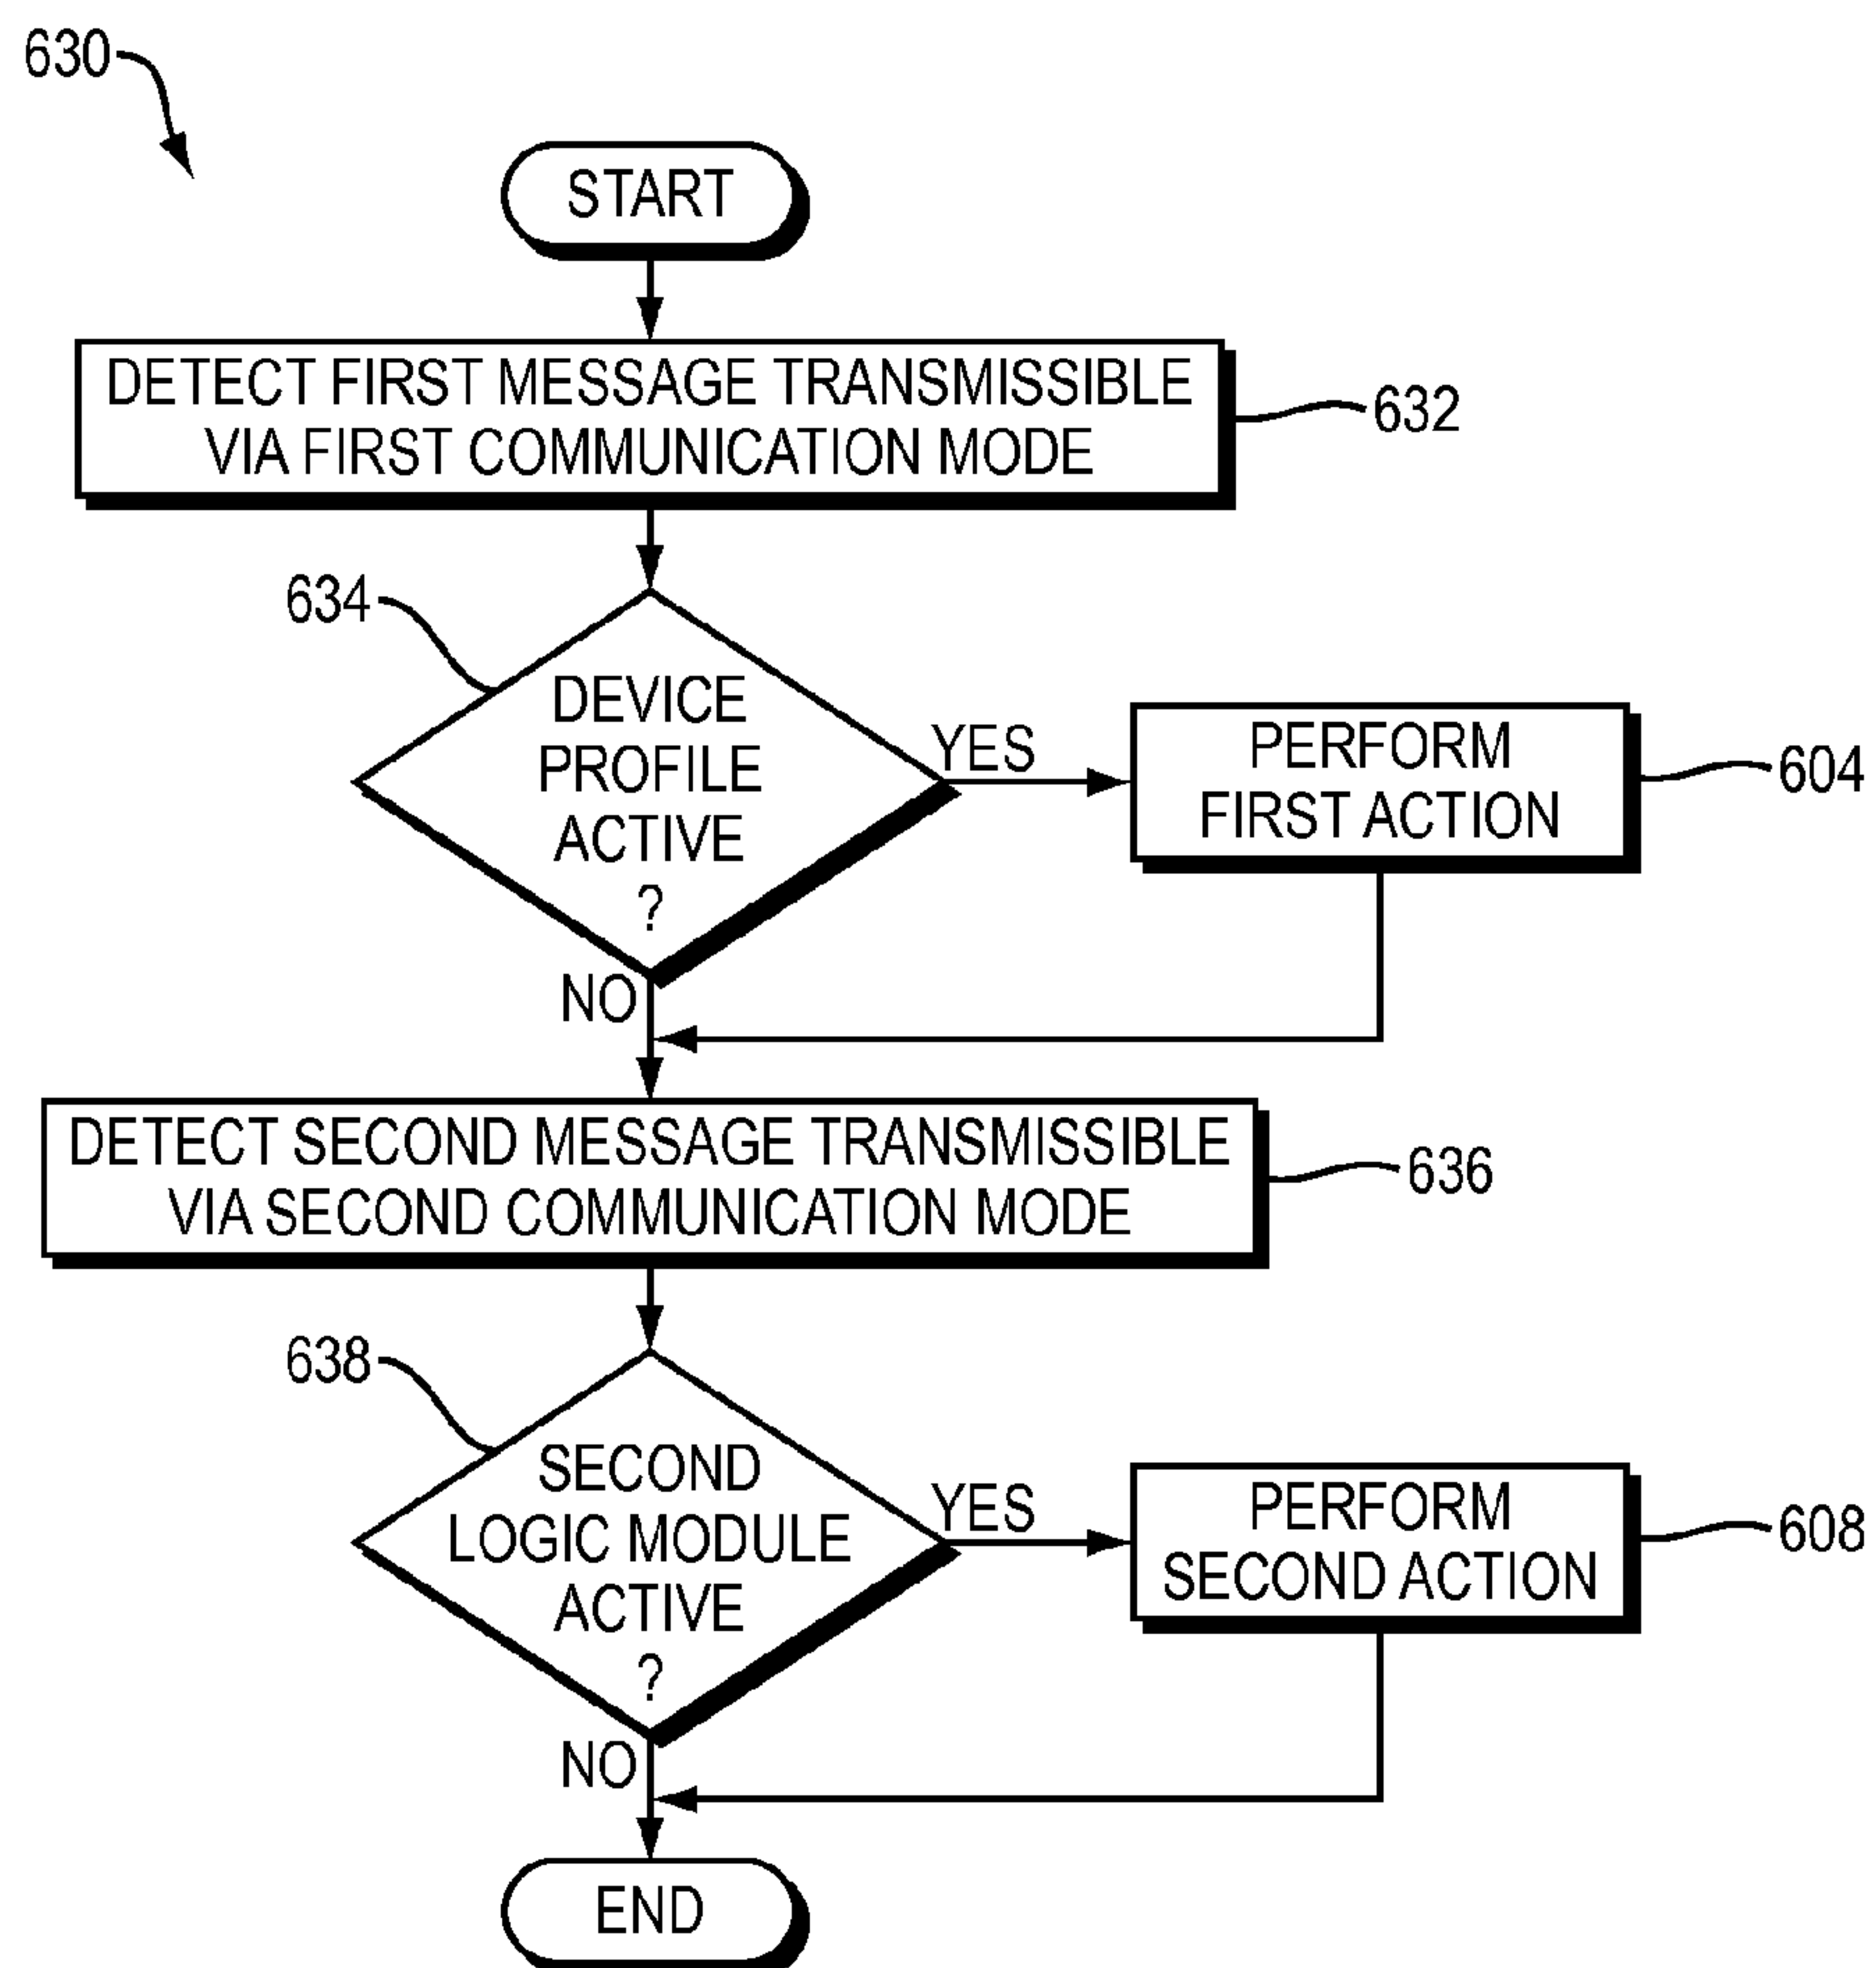 630
START
DETECT FIRST MESSAGE TRANSMISSIBLE
VIA FIRST COMMUNICATION MODE
632
634
DEVICE
PROFILE
ACTIVE
?
YES
PERFORM
FIRST ACTION
604
NO
DETECT SECOND MESSAGE TRANSMISSIBLE
VIA SECOND COMMUNICATION MODE
636
638
SECOND
LOGIC MODULE
ACTIVE
?
YES
PERFORM
SECOND ACTION
608
NO
END